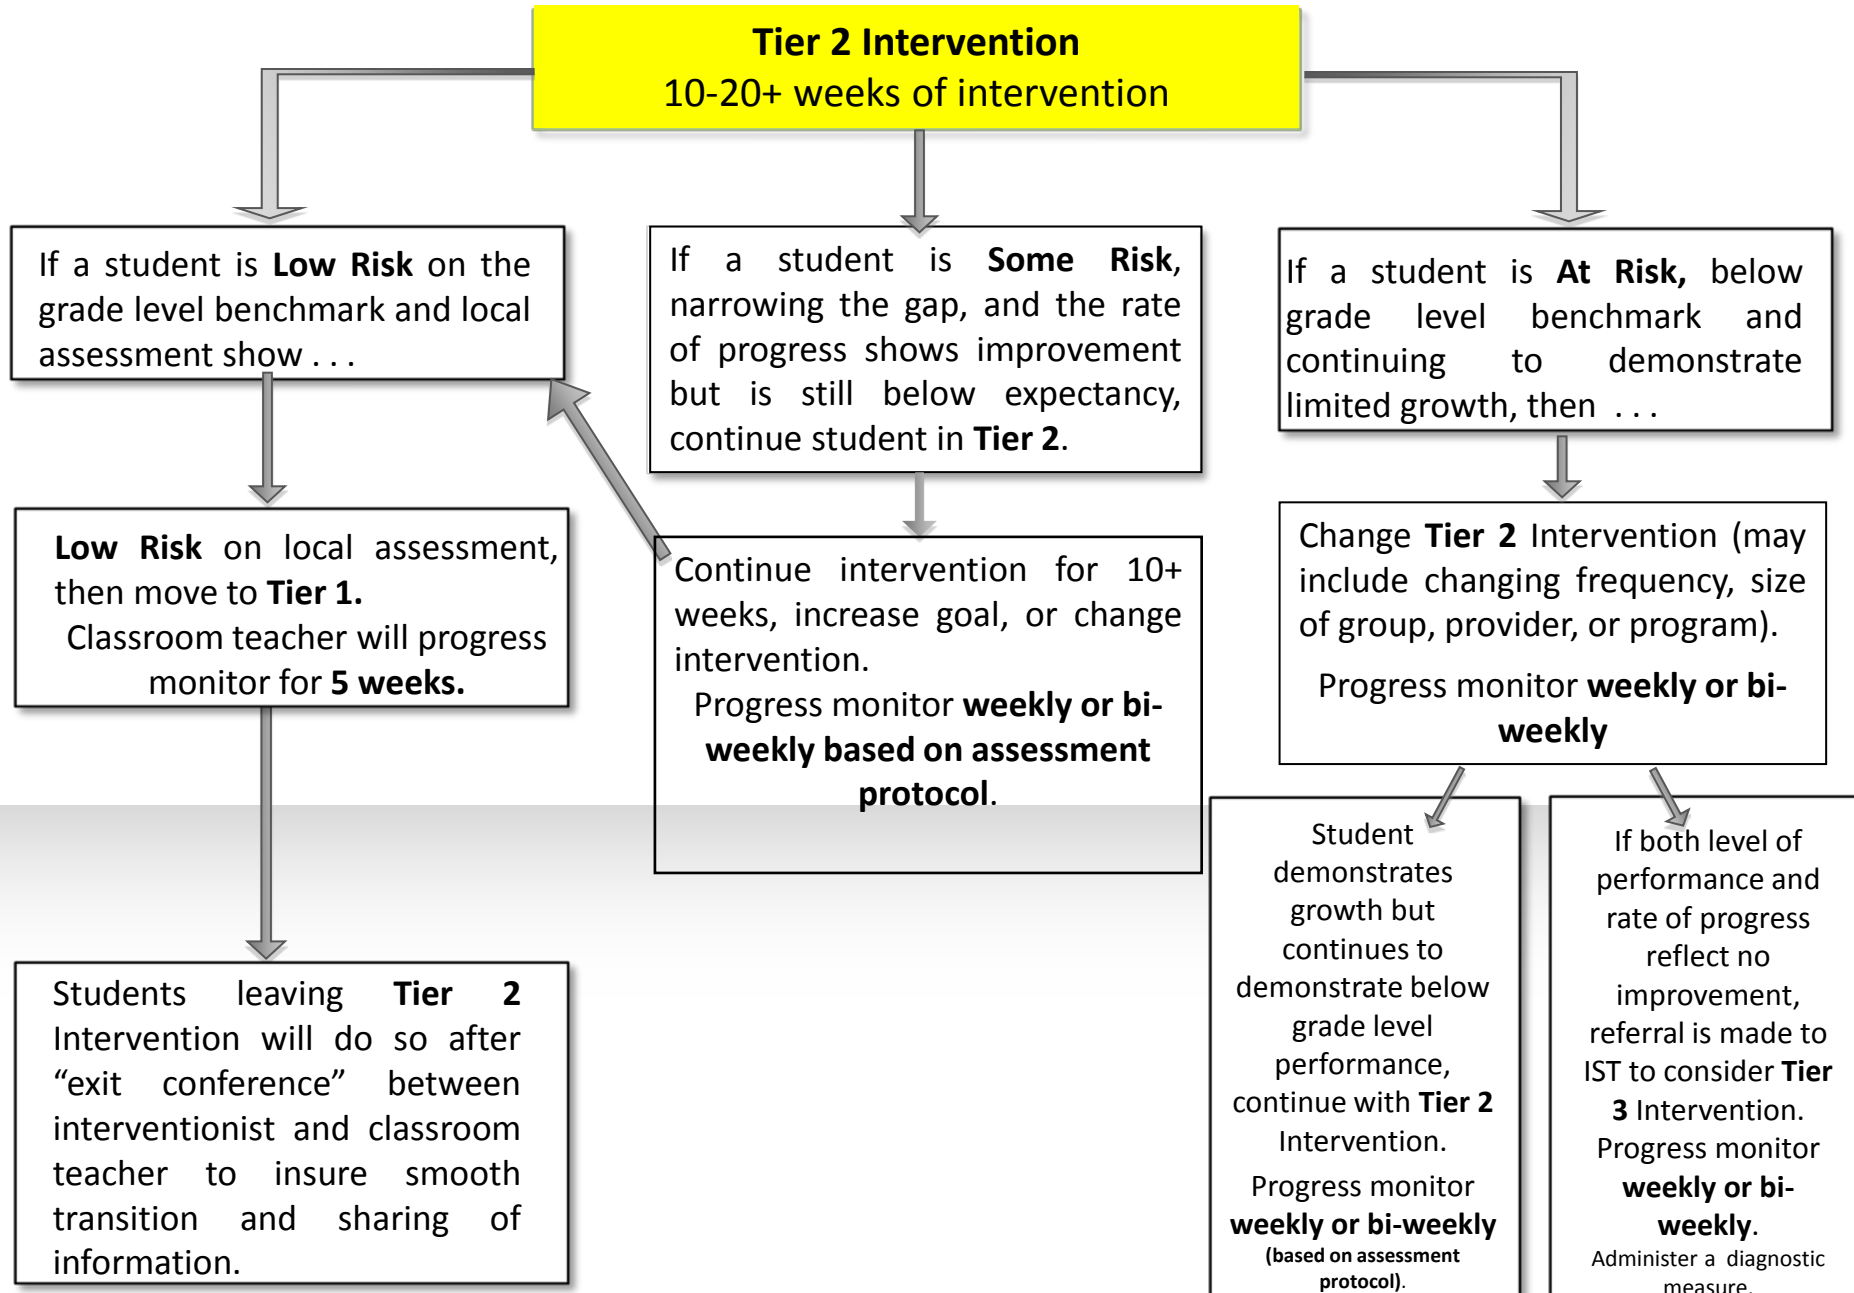 Tier 2 Intervention
10-20+ weeks of intervention
If a student is Low Risk on the
grade level benchmark and local
assessment show . . .
Low Risk on local assessment,
then move to Tier 1.
Classroom teacher will progress
monitor for 5 weeks.
Students leaving Tier 2
Intervention will do so after
“exit conference” between
interventionist and classroom
teacher to insure smooth
transition and sharing of
information.
If a student is Some Risk,
narrowing the gap, and the rate
of progress shows improvement
but is still below expectancy,
continue student in Tier 2.
Continue intervention for 10+
weeks, increase goal, or change
intervention.
Progress monitor weekly or bi-
weekly based on assessment
protocol.
If a student is At Risk, below
grade level benchmark and
continuing to demonstrate
limited growth, then . . .
Change Tier 2 Intervention (may
include changing frequency, size
of group, provider, or program).
Progress monitor weekly or bi-
weekly
Student
demonstrates
growth but
continues to
demonstrate below
grade level
performance,
continue with Tier 2
Intervention.
Progress monitor
weekly or bi-weekly
(based on assessment
protocol).
If both level of
performance and
rate of progress
reflect no
improvement,
referral is made to
IST to consider Tier
3 Intervention.
Progress monitor
weekly or bi-
weekly.
Administer a diagnostic
measure.